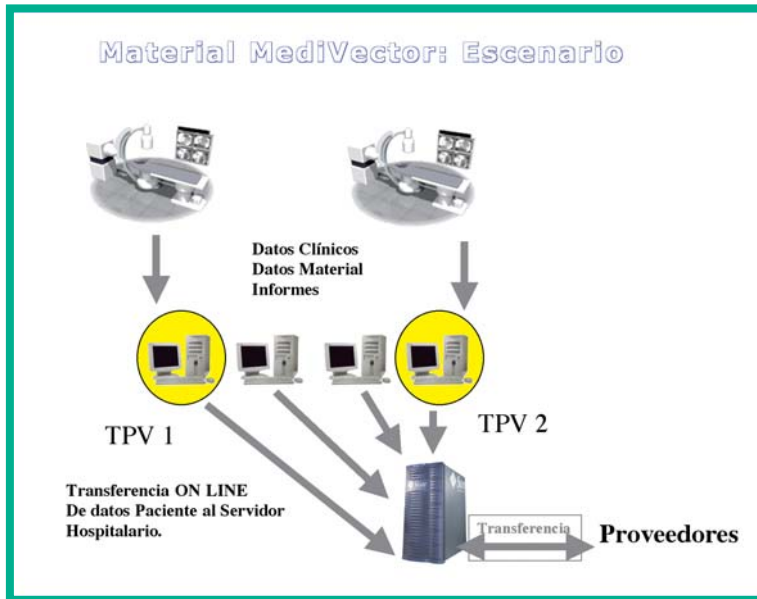 Material MediVector: Escenario
Datos Clínicos
Datos Material
Informes
TPV 1
TPV 2
Transferencia ON LINE
De datos Paciente al Servidor
Hospitalario.
Transferencia
Proveedores